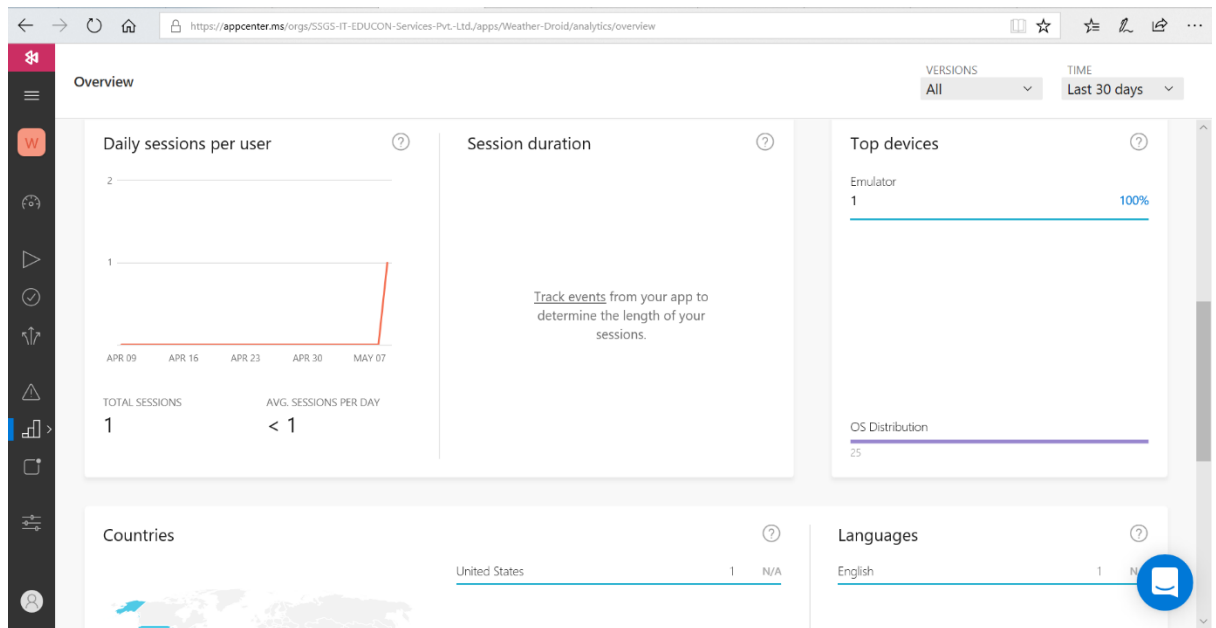 https://appcenter.ms/orgs/SSGS-IT-EDUCON-Services-Pvt.-Ltd./apps/Weather-Droid/analytics/overview
Overview
VERSIONS
All
TIME
Last 30 days
W
Daily sessions per user
?
2
1
APR 09 APR 16 APR 23 APR 30 MAY 07
TOTAL SESSIONS
1
AVG. SESSIONS PER DAY
< 1
Session duration
?
Track events from your app to
determine the length of your
sessions.
Top devices
?
Emulator
1 100%
OS Distribution
25
Countries
?
United States 1 N/A
Languages
?
English 1